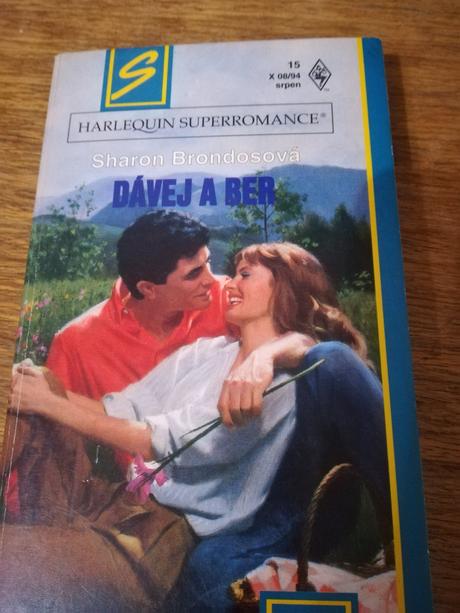 S
15
X 08/94
srpen
HARLEQUIN SUPERROMANCE®
Sharon Brondosová
DÁVEJ A BER